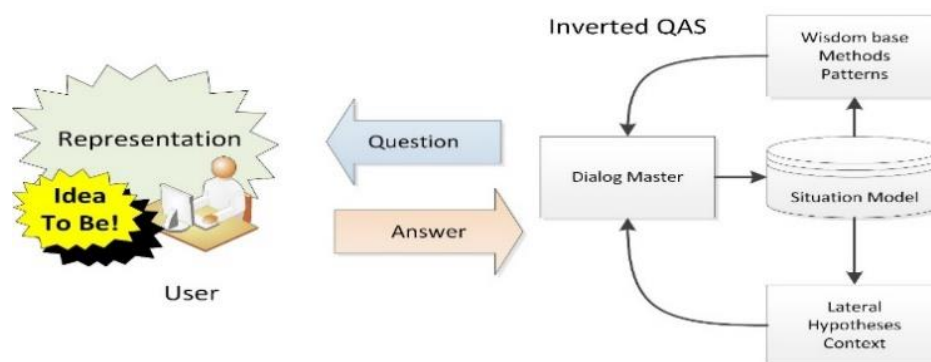 Inverted QAS
Wisdom base
Methods
Patterns
Representation
Idea
To Be!
User
Question
Answer
Dialog Master
Situation Model
Lateral
Hypotheses
Context